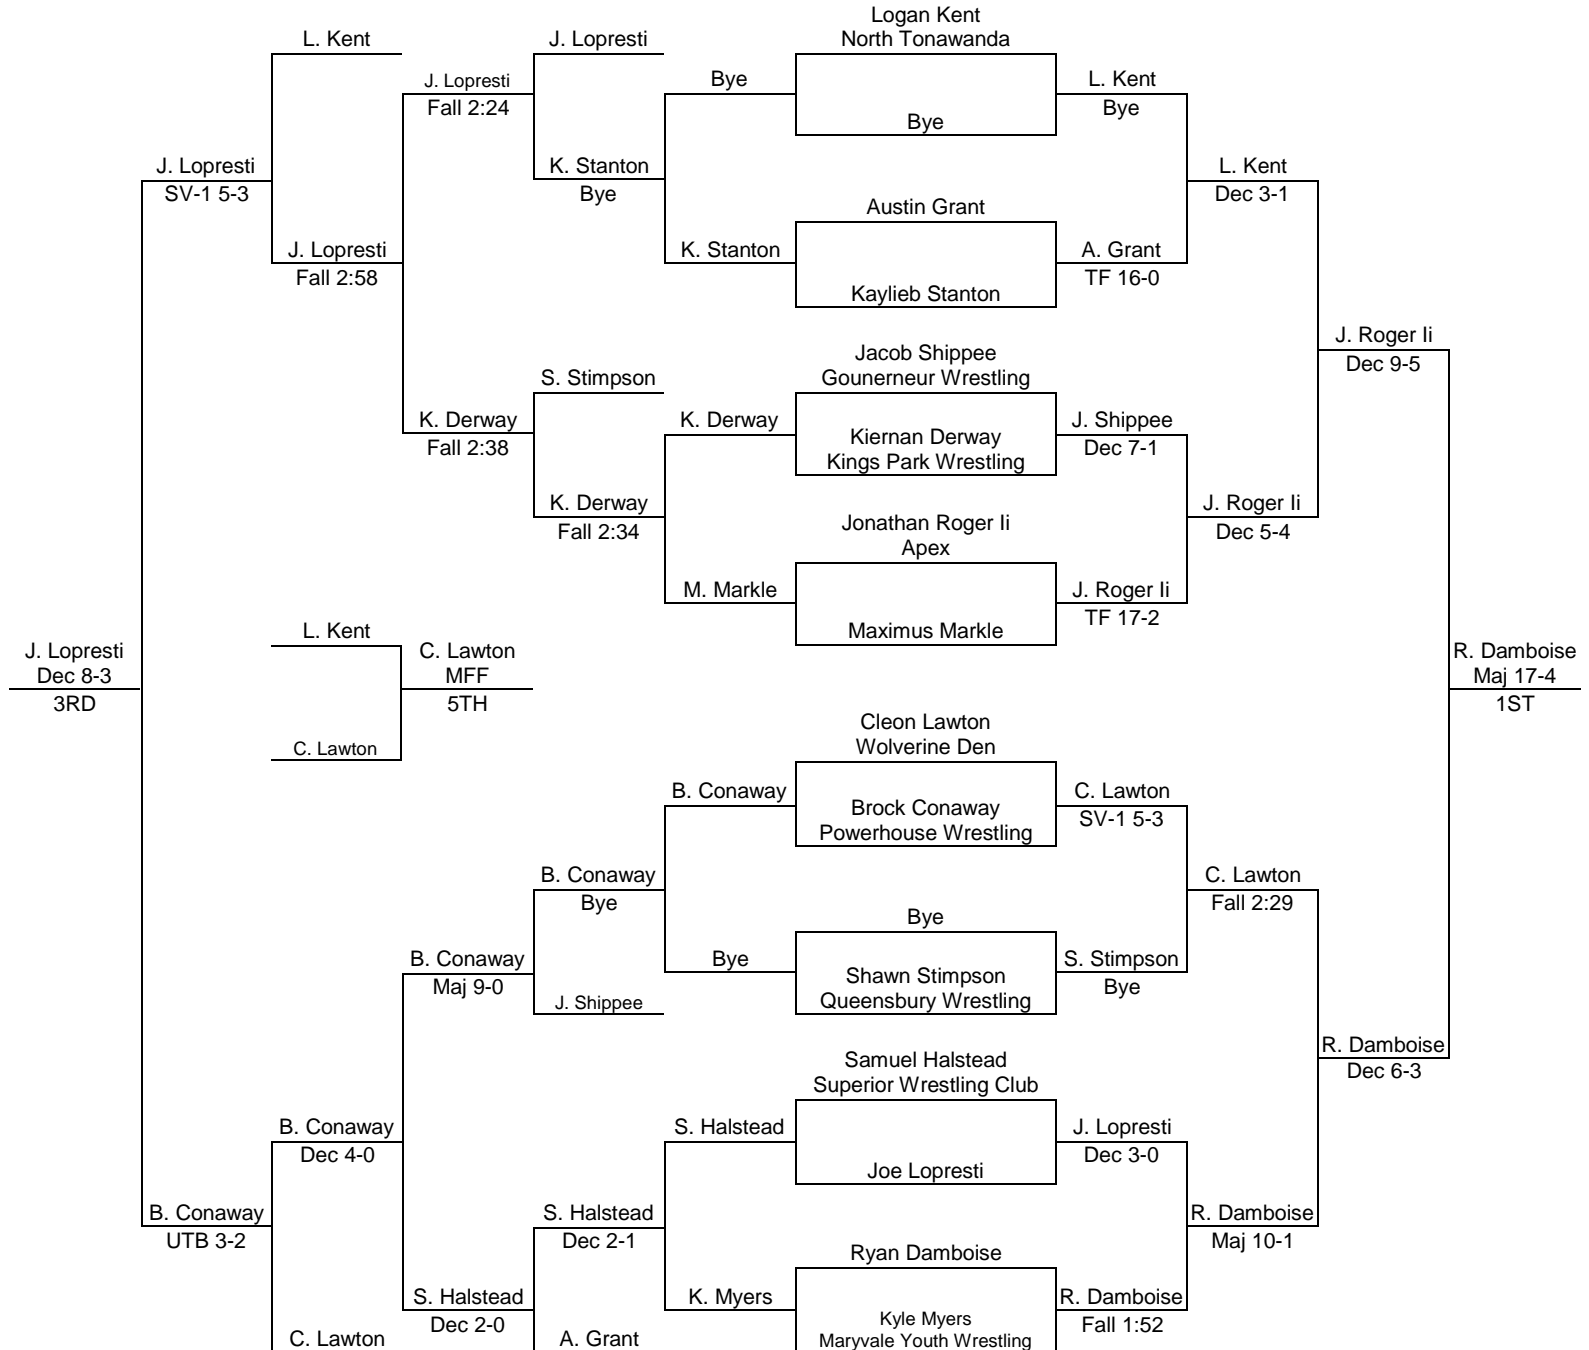 Logan Kent
L. Kent
J. Lopresti
North Tonawanda
J. Lopresti
Bye
L. Kent
Fall 2:24
Bye
Bye
J. Lopresti
K. Stanton
L. Kent
SV-1 5-3
Bye
Dec 3-1
Austin Grant
J. Lopresti
K. Stanton
A. Grant
Fall 2:58
TF 16-0
Kaylieb Stanton
J. Roger Ii
Dec 9-5
Jacob Shippee
S. Stimpson
Gounerneur Wrestling
K. Derway
K. Derway
J. Shippee
Fall 2:38
Kiernan Derway
Dec 7-1
Kings Park Wrestling
K. Derway
J. Roger Ii
Fall 2:34
Jonathan Roger Ii
Dec 5-4
Apex
M. Markle
J. Roger Ii
TF 17-2
L. Kent
Maximus Markle
J. Lopresti
C. Lawton
R. Damboise
Dec 8-3
MFF
Maj 17-4
3RD
5TH
1ST
Cleon Lawton
C. Lawton
Wolverine Den
B. Conaway
C. Lawton
Brock Conaway
SV-1 5-3
Powerhouse Wrestling
B. Conaway
C. Lawton
Bye
Fall 2:29
Bye
B. Conaway
Bye
S. Stimpson
Maj 9-0
Shawn Stimpson
Bye
J. Shippee
Queensbury Wrestling
R. Damboise
Samuel Halstead
Dec 6-3
Superior Wrestling Club
B. Conaway
S. Halstead
J. Lopresti
Dec 4-0
Dec 3-0
Joe Lopresti
B. Conaway
S. Halstead
R. Damboise
UTB 3-2
Dec 2-1
Maj 10-1
Ryan Damboise
S. Halstead
K. Myers
R. Damboise
Dec 2-0
Kyle Myers
Fall 1:52
C. Lawton
A. Grant
Maryvale Youth Wrestling